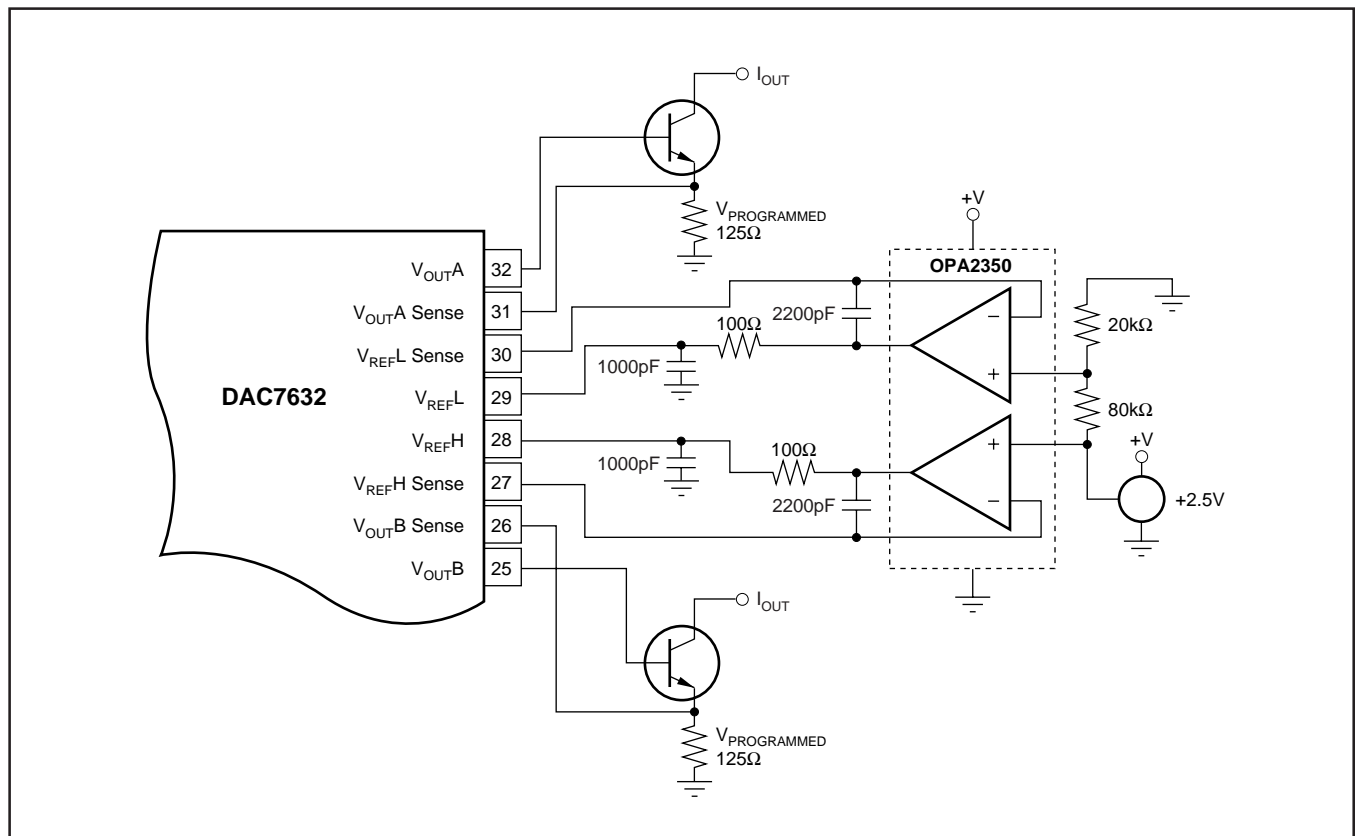 I_OUT
V_PROGRAMMED
125Ω
+V
OPA2350
DAC7632
V_OUTA 32
V_OUTA Sense 31
V_REFL Sense 30
V_REFL 29
V_REFH 28
V_REFH Sense 27
V_OUTB Sense 26
V_OUTB 25
2200pF
100Ω
1000pF
−
+
20kΩ
80kΩ
100Ω
1000pF
2200pF
+
−
+V
+2.5V
I_OUT
V_PROGRAMMED
125Ω